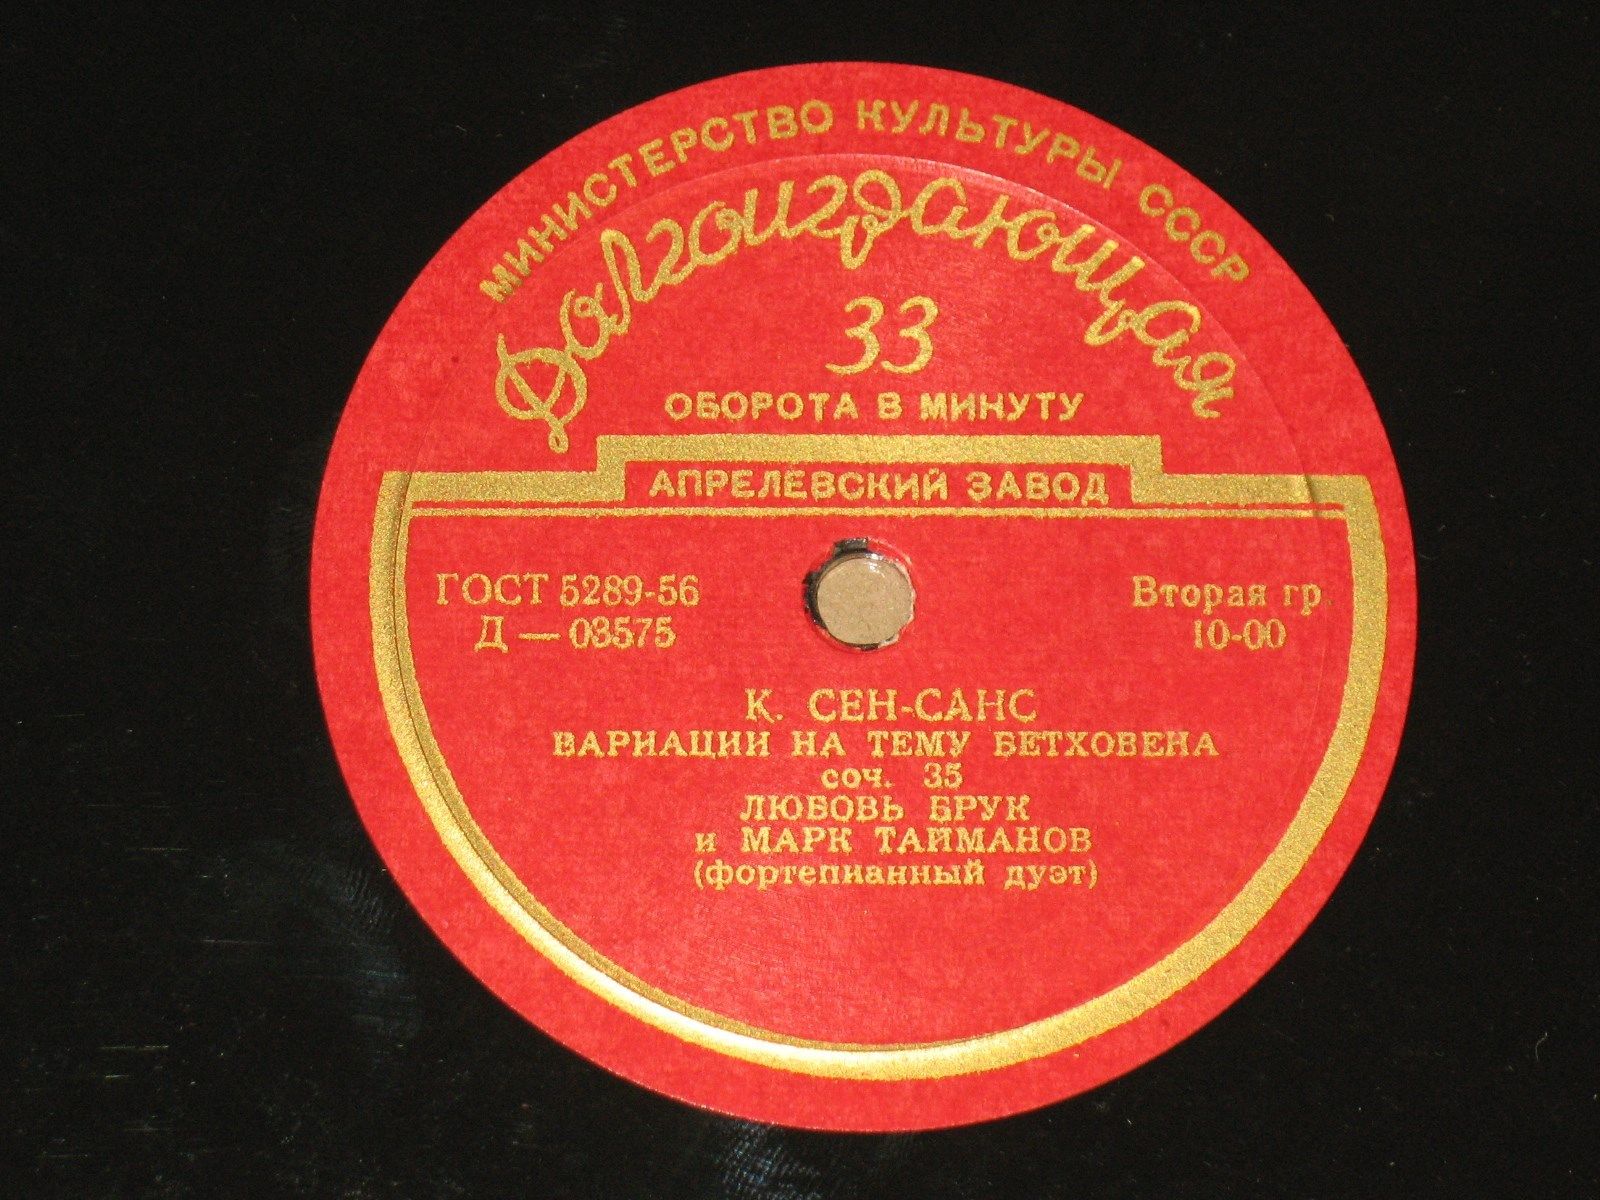 МИНИСТЕРСТВО КУЛЬТУРЫ СССР
Долгоиграющая
33
ОБОРОТА В МИНУТУ
АПРЕЛЕВСКИЙ ЗАВОД
ГОСТ 5289-56
Д — 03575
Вторая гр.
10-00
К. СЕН-САНС
ВАРИАЦИИ НА ТЕМУ БЕТХОВЕНА
соч. 35
ЛЮБОВЬ БРУК
и МАРК ТАЙМАНОВ
(фортепианный дуэт)